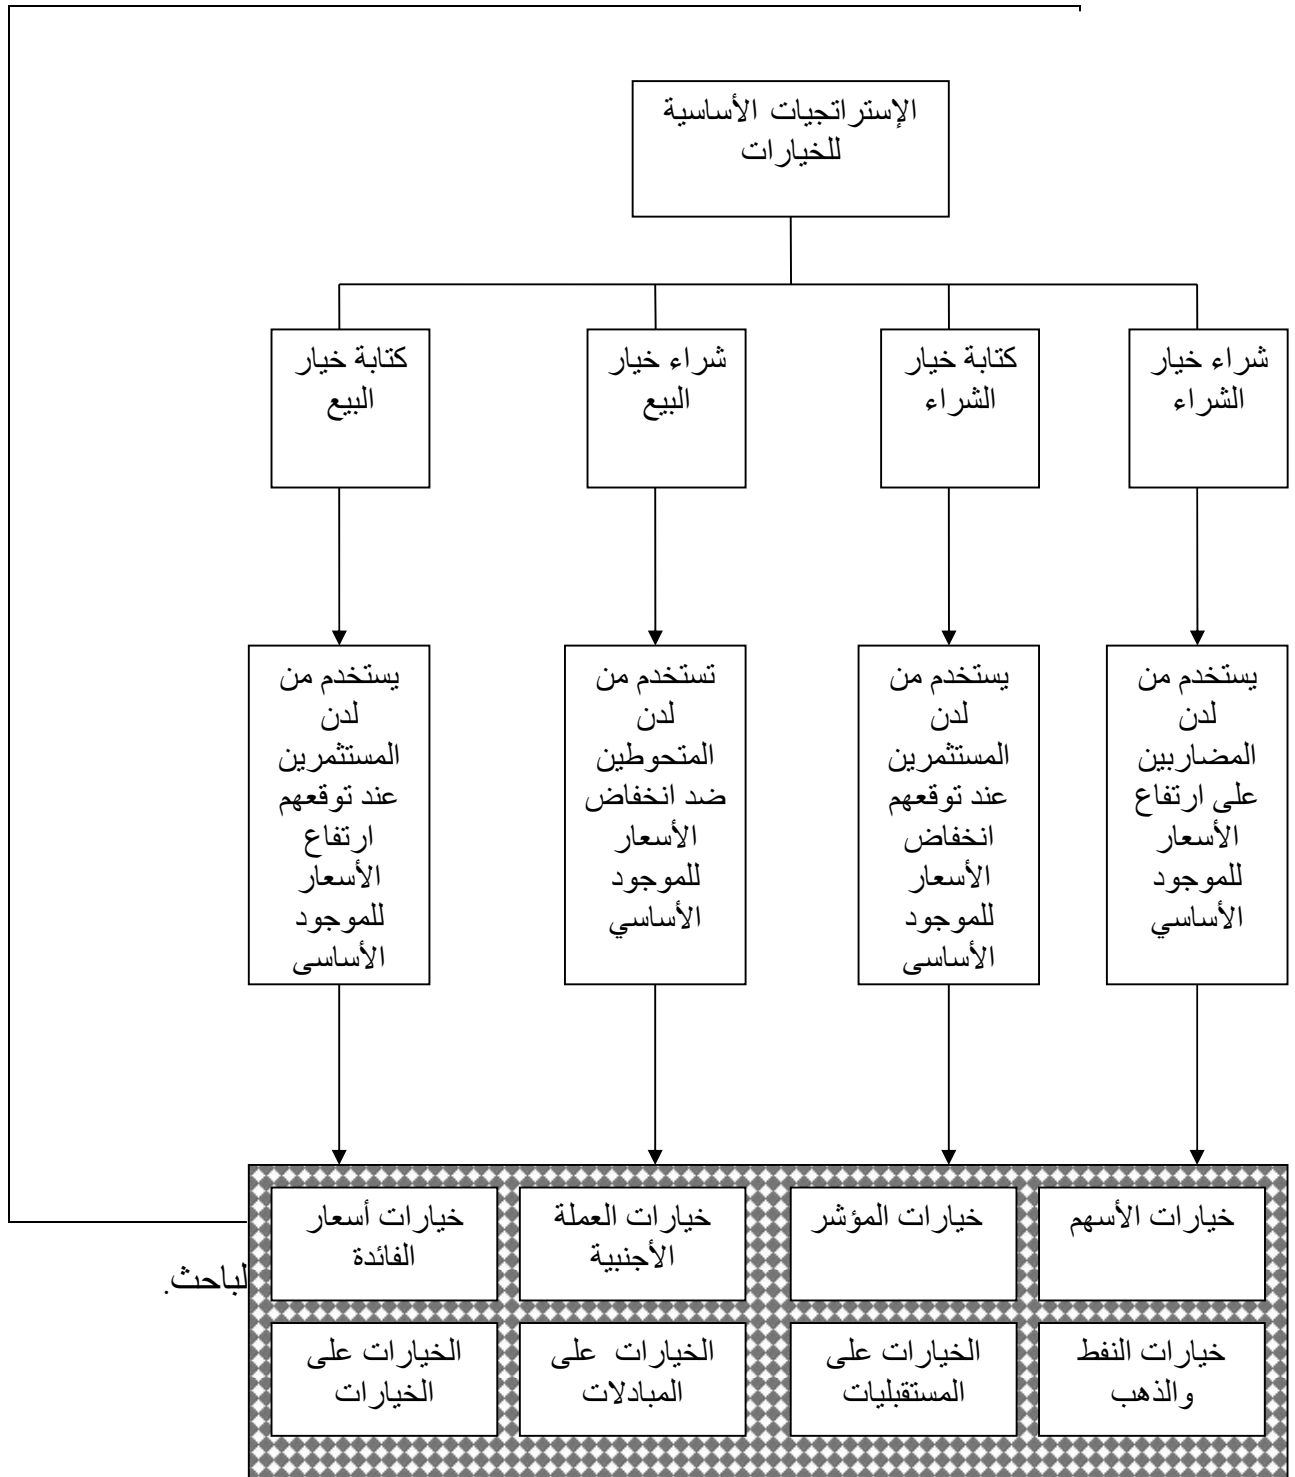 الإستراتجيات الأساسية
للخيارات
شراء خيار
الشراء
كتابة خيار
الشراء
شراء خيار
البيع
كتابة خيار
البيع
يستخدم من
لدن
المضاربين
على ارتفاع
الأسعار
للموجود
الأساسي
يستخدم من
لدن
المستثمرين
عند توقعهم
انخفاض
الأسعار
للموجود
الأساسى
تستخدم من
لدن
المتحوطين
ضد انخفاض
الأسعار
للموجود
الأساسي
يستخدم من
لدن
المستثمرين
عند توقعهم
ارتفاع
الأسعار
للموجود
الأساسى
خيارات الأسهم
خيارات المؤشر
خيارات العملة
الأجنبية
خيارات أسعار
الفائدة
لباحث.
خيارات النفط
والذهب
الخيارات على
المستقبليات
الخيارات على
المبادلات
الخيارات على
الخيارات